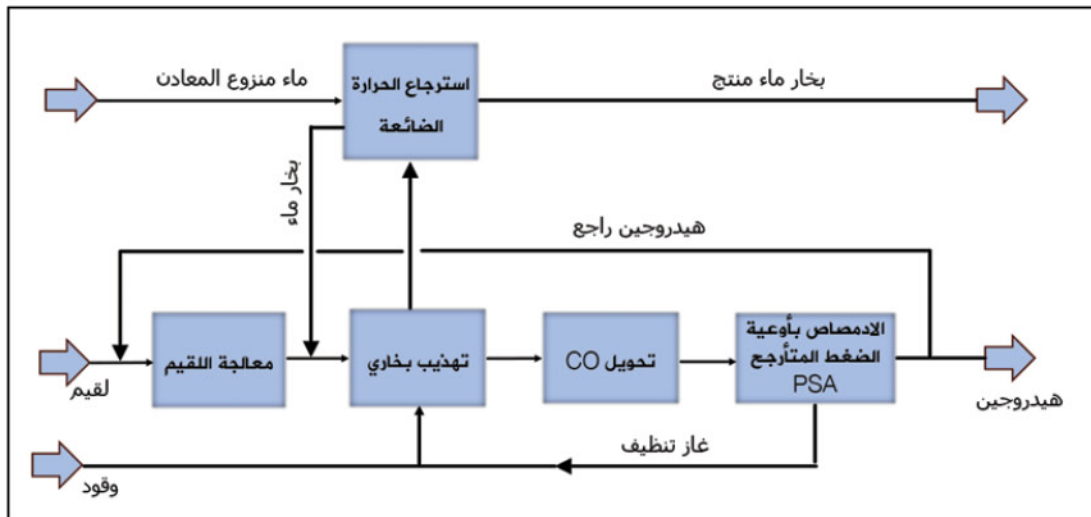 ماء منزوع المعادن
استرجاع الحرارة
الضائعة
بخار ماء منتج
بخار ماء
هيدروجين راجع
لقيم
معالجة اللقيم
تهذيب بخاري
تحويل CO
الادمصاص بأوعية
الضغط المتأرجح
PSA
هيدروجين
غاز تنظيف
وقود